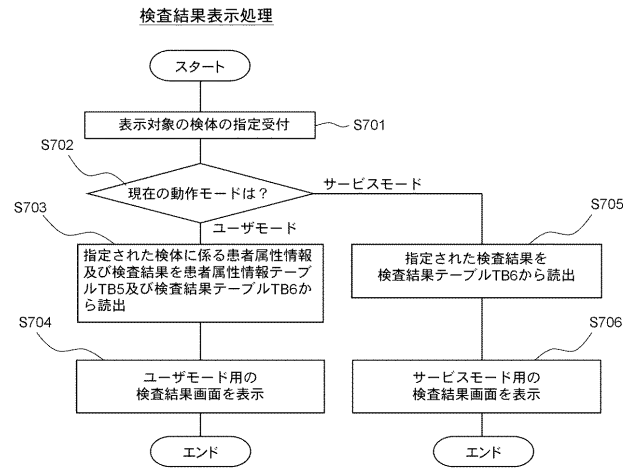 検査結果表示処理
スタート
表示対象の検体の指定受付
S701
S702
現在の動作モードは？
サービスモード
ユーザモード
S703
指定された検体に係る患者属性情報
及び検査結果を患者属性情報テーブ
ルTB5及び検査結果テーブルTB6か
ら読出
S705
指定された検査結果を
検査結果テーブルTB6から読出
S704
ユーザモード用の
検査結果画面を表示
S706
サービスモード用の
検査結果画面を表示
エンド
エンド